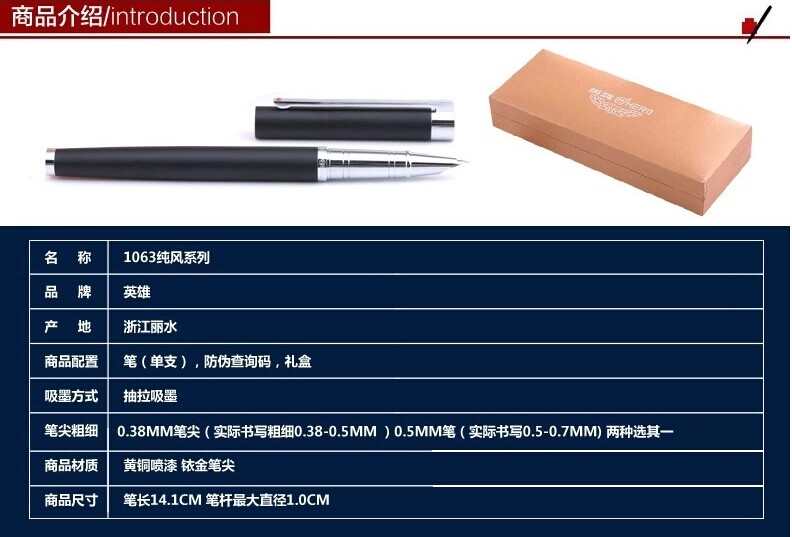 商品介绍/introduction
英雄 HERO
名 称 1063纯风系列
品 牌 英雄
产 地 浙江丽水
商品配置 笔（单支），防伪查询码，礼盒
吸墨方式 抽拉吸墨
笔尖粗细 0.38MM笔尖（实际书写粗细0.38-0.5MM ）0.5MM笔（实际书写0.5-0.7MM) 两种选其一
商品材质 黄铜喷漆 铱金笔尖
商品尺寸 笔长14.1CM 笔杆最大直径1.0CM